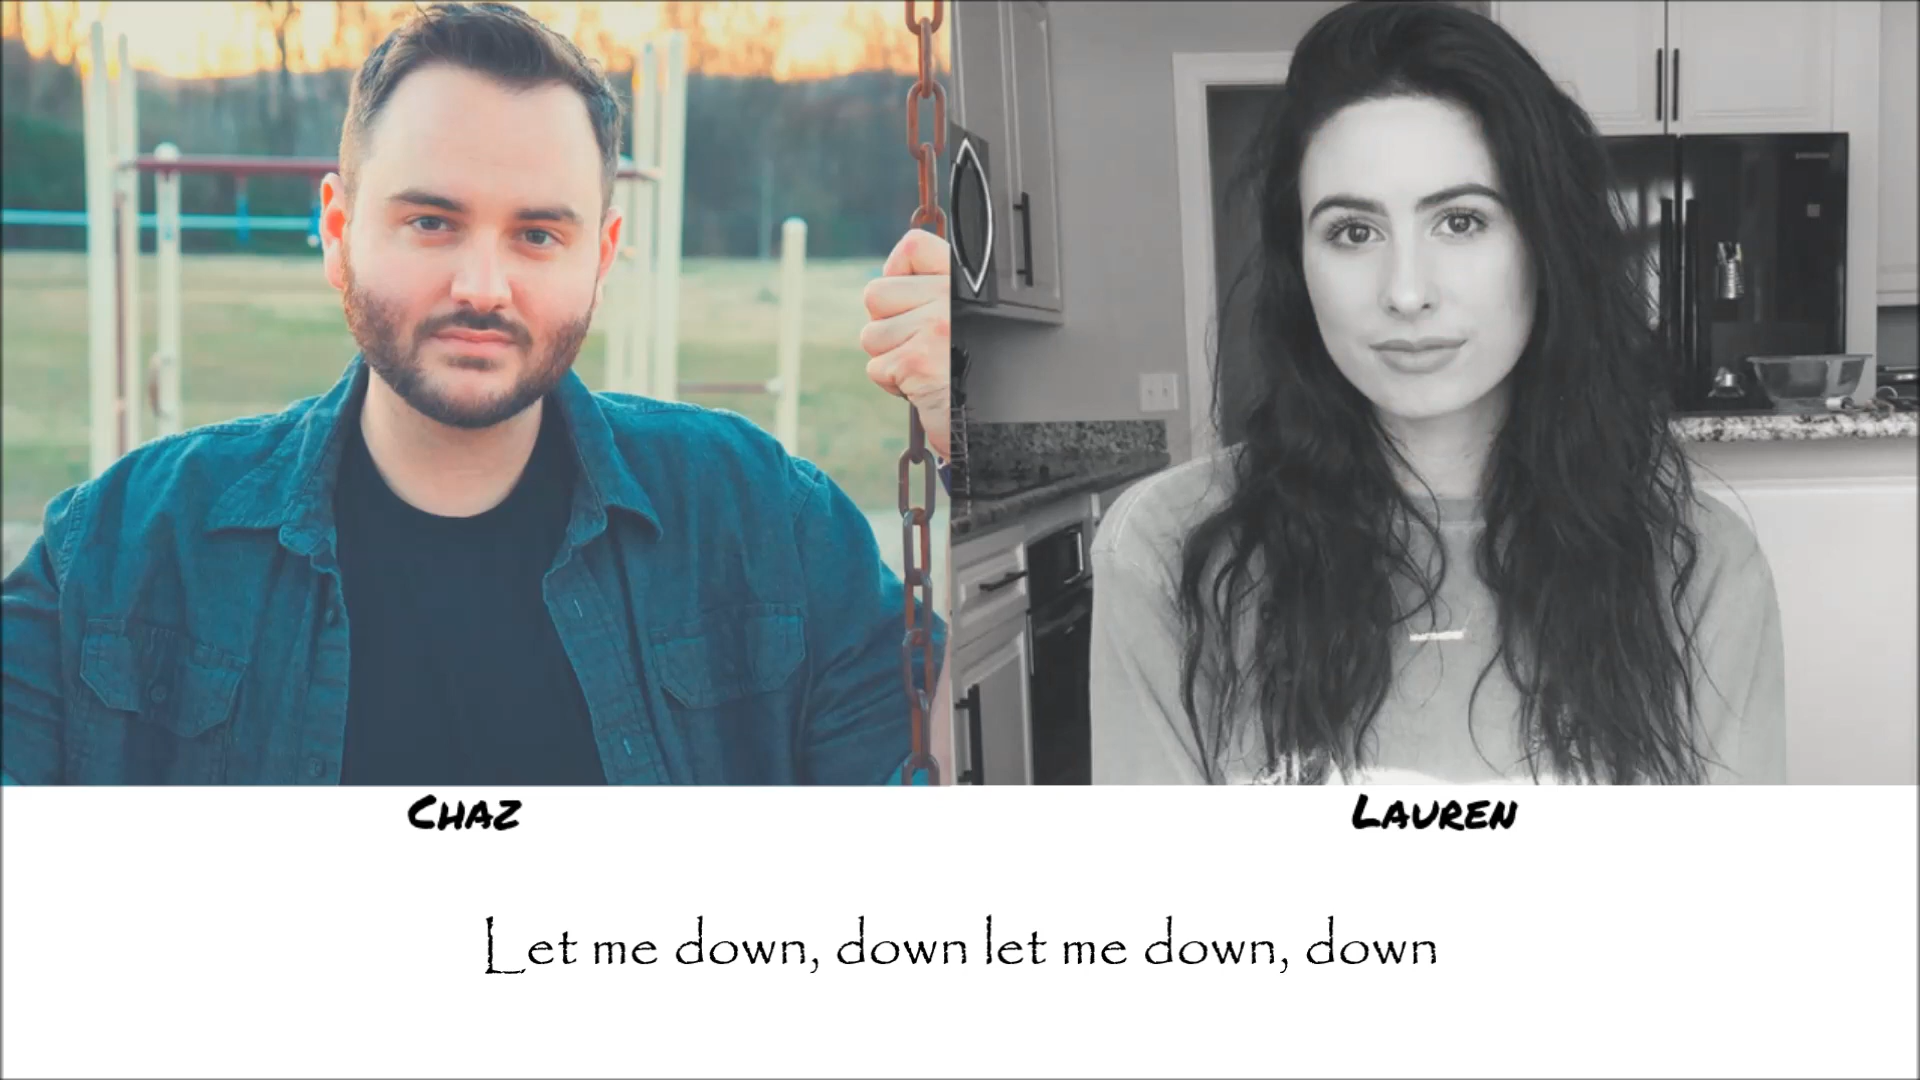 Chaz
Lauren
Let me down, down let me down, down